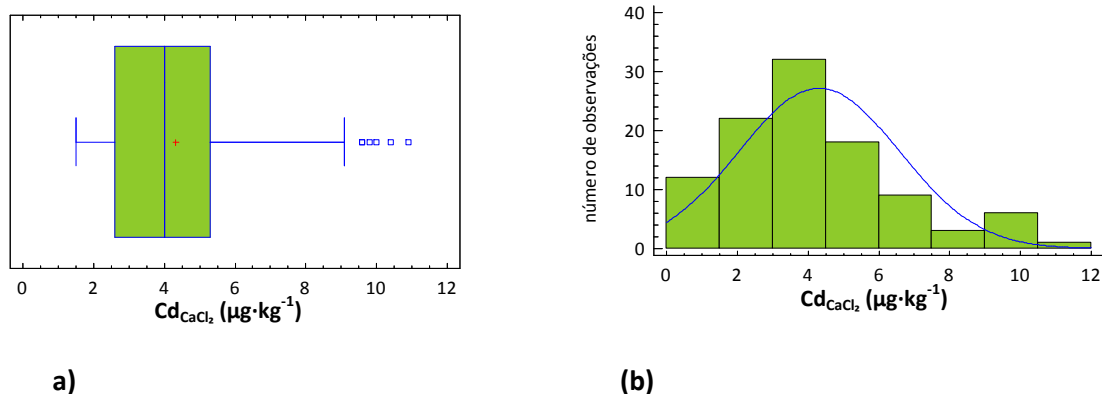 0 2 4 6 8 10 12
Cd_CaCl₂ (µg·kg⁻¹)
a)
número de observações
40
30
20
10
0
0 2 4 6 8 10 12
Cd_CaCl₂ (µg·kg⁻¹)
(b)